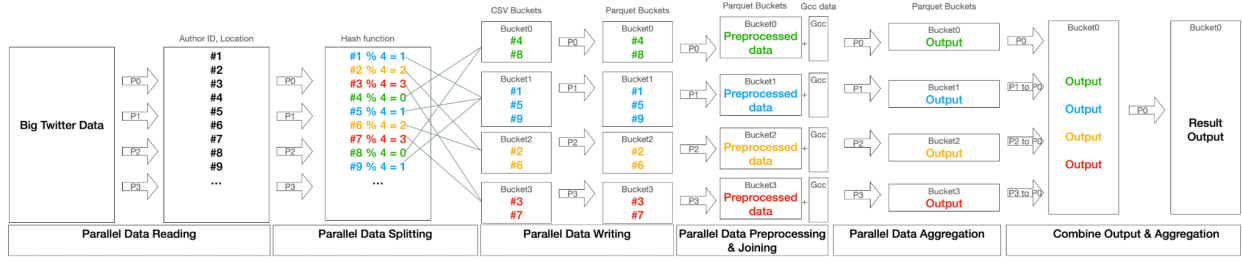 Big Twitter Data
P0
P1
P2
P3
Author ID, Location
#1
#2
#3
#4
#5
#6
#7
#8
#9
...
Parallel Data Reading
P0
P1
P2
P3
Hash function
#1 % 4 = 1
#2 % 4 = 2
#3 % 4 = 3
#4 % 4 = 0
#5 % 4 = 1
#6 % 4 = 2
#7 % 4 = 3
#8 % 4 = 0
#9 % 4 = 1
...
Parallel Data Splitting
CSV Buckets
Bucket0
#4
#8
Bucket1
#1
#5
#9
Bucket2
#2
#6
Bucket3
#3
#7
P0
P1
P2
P3
Parquet Buckets
Bucket0
#4
#8
Bucket1
#1
#5
#9
Bucket2
#2
#6
Bucket3
#3
#7
Parallel Data Writing
P0
P1
P2
P3
Parquet Buckets
Gcc data
Bucket0
Preprocessed
data
+
Gcc
Bucket1
Preprocessed
data
+
Gcc
Bucket2
Preprocessed
data
+
Gcc
Bucket3
Preprocessed
data
+
Gcc
Parallel Data Preprocessing
& Joining
P0
P1
P2
P3
Parquet Buckets
Bucket0
Output
Bucket1
Output
Bucket2
Output
Bucket3
Output
Parallel Data Aggregation
P0
P1 to P0
P2 to P0
P3 to P0
Bucket0
Output
Output
Output
Output
P0
Bucket0
Result
Output
Combine Output & Aggregation